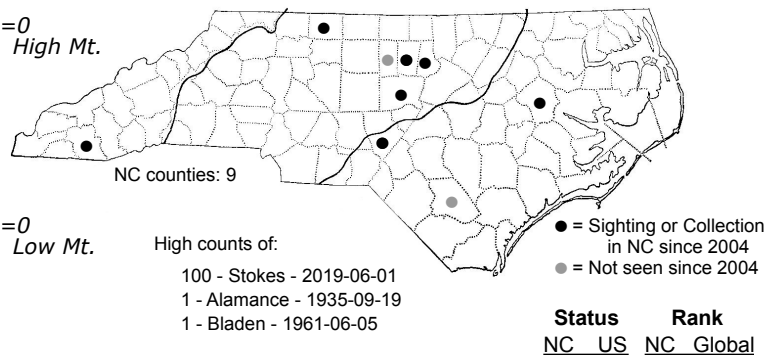 =0
High Mt.
NC counties: 9
=0
Low Mt.
High counts of:
100 - Stokes - 2019-06-01
1 - Alamance - 1935-09-19
1 - Bladen - 1961-06-05
● = Sighting or Collection
in NC since 2004
● = Not seen since 2004
Status Rank
NC US NC Global